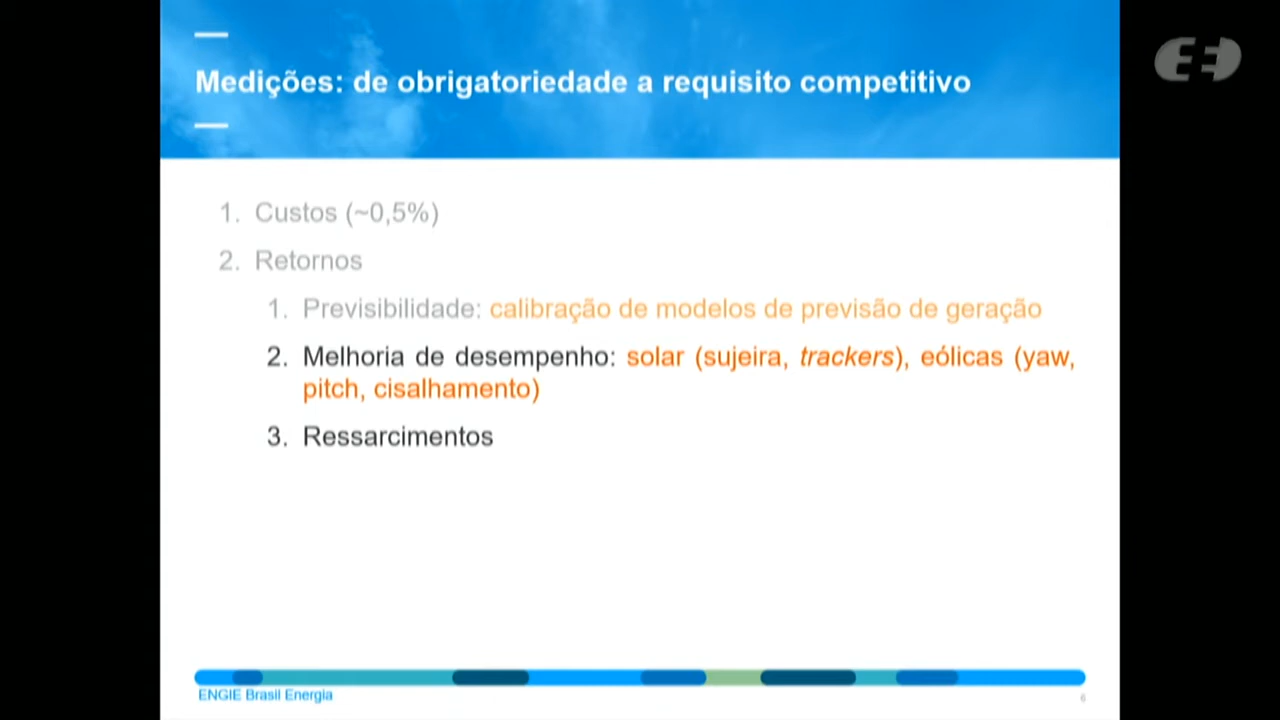 Medições: de obrigatoriedade a requisito competitivo
1. Custos (~0,5%)
2. Retornos
1. Previsibilidade: calibração de modelos de previsão de geração
2. Melhoria de desempenho: solar (sujeira, trackers), eólicas (yaw,
pitch, cisalhamento)
3. Ressarcimentos
ENGIE Brasil Energia
6